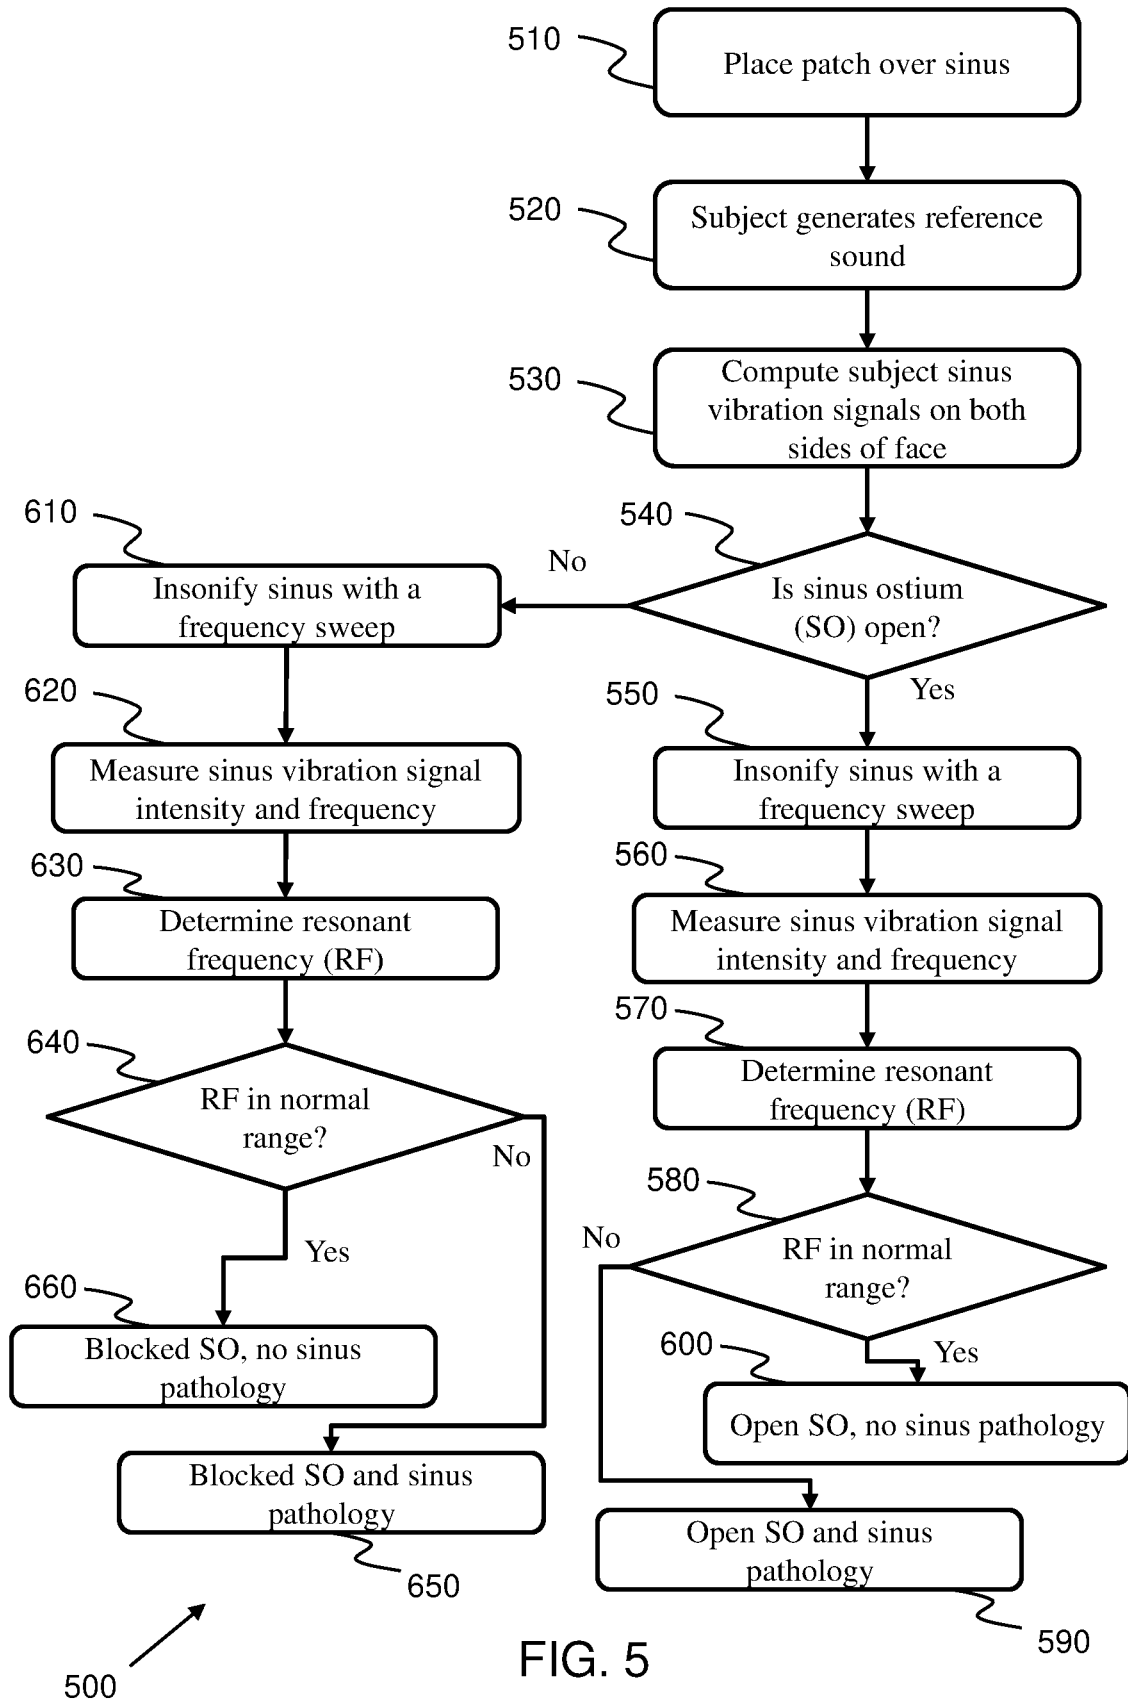 510
Place patch over sinus
520
Subject generates reference
sound
530
Compute subject sinus
vibration signals on both
sides of face
540
Is sinus ostium
(SO) open?
No
Yes
610
Insonify sinus with a
frequency sweep
620
Measure sinus vibration signal
intensity and frequency
630
Determine resonant
frequency (RF)
640
RF in normal
range?
No
Yes
660
Blocked SO, no sinus
pathology
Blocked SO and sinus
pathology
650
550
Insonify sinus with a
frequency sweep
560
Measure sinus vibration signal
intensity and frequency
570
Determine resonant
frequency (RF)
580
RF in normal
range?
No
Yes
600
Open SO, no sinus pathology
Open SO and sinus
pathology
590
500
FIG. 5